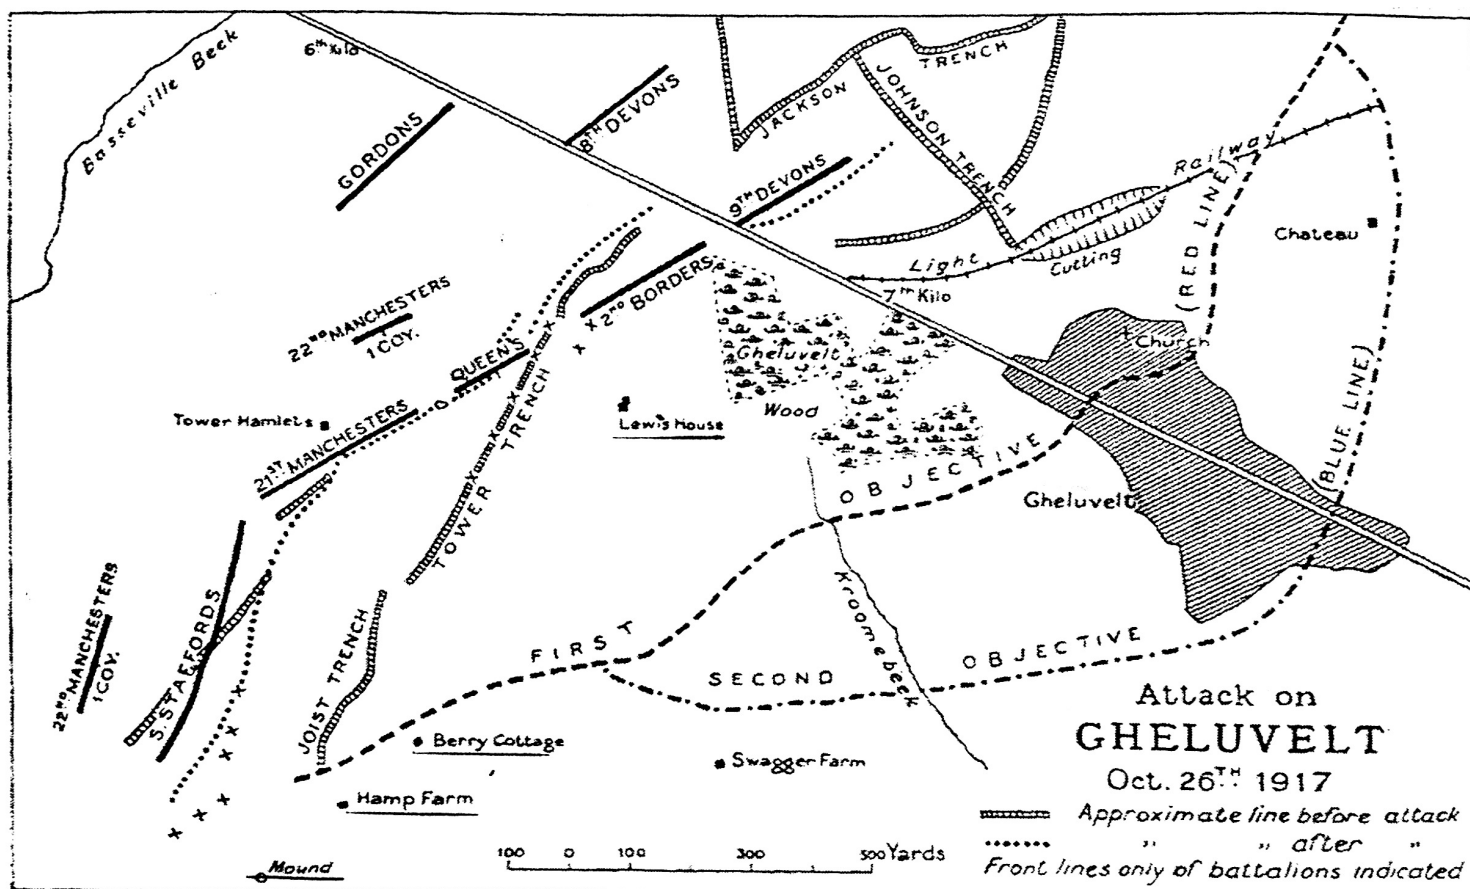 Basseville Beek
6th Kilo
GORDONS
8TH DEVONS
JACKSON TRENCH
JOHNSON TRENCH
9TH DEVONS
Railway
Light
Cutting
(RED LINE)
Chateau
7TH Kilo
2ND BORDERS
22ND MANCHESTERS
1 COY.
QUEENS
Gheluvelt
Wood
Church
Tower Hamlets
21ST MANCHESTERS
Lewis House
TOWER TRENCH
(BLUE LINE)
Gheluvelt
FIRST OBJECTIVE
Kroomebeek
22ND MANCHESTERS
1 COY.
S. STAFFORDS
JOIST TRENCH
SECOND OBJECTIVE
Berry Cottage
Swagger Farm
Hamp Farm
Mound
Attack on
GHELUVELT
Oct. 26TH 1917
Approximate line before attack
" " after "
Front lines only of battalions indicated
100 0 100 300 500 Yards